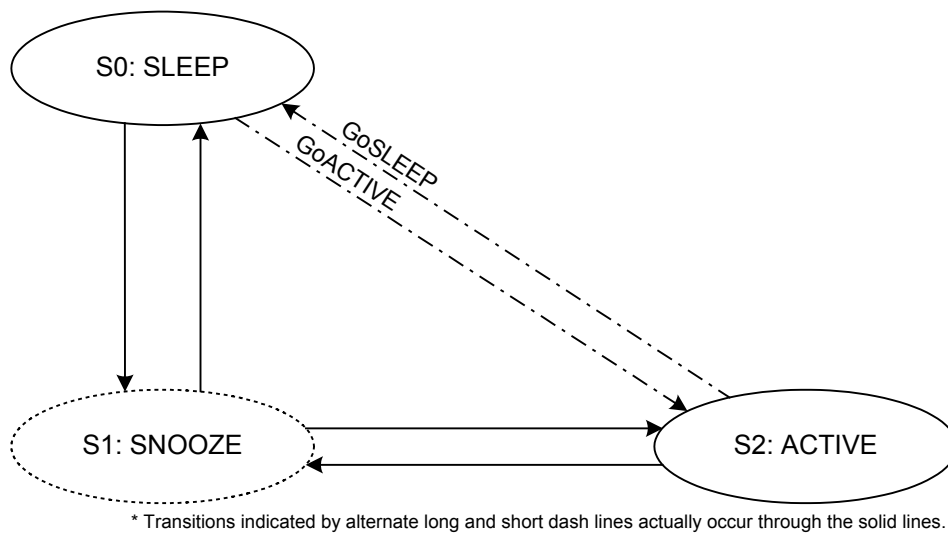 S0: SLEEP
GoSLEEP
GoACTIVE
S1: SNOOZE
S2: ACTIVE
* Transitions indicated by alternate long and short dash lines actually occur through the solid lines.